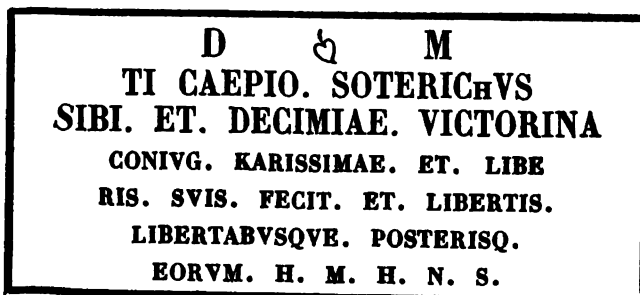 D ❦ M
TI CAEPIO. SOTERICHVS
SIBI. ET. DECIMIAE. VICTORINA
CONIVG. KARISSIMAE. ET. LIBE
RIS. SVIS. FECIT. ET. LIBERTIS.
LIBERTABVSQVE. POSTERISQ.
EORVM. H. M. H. N. S.